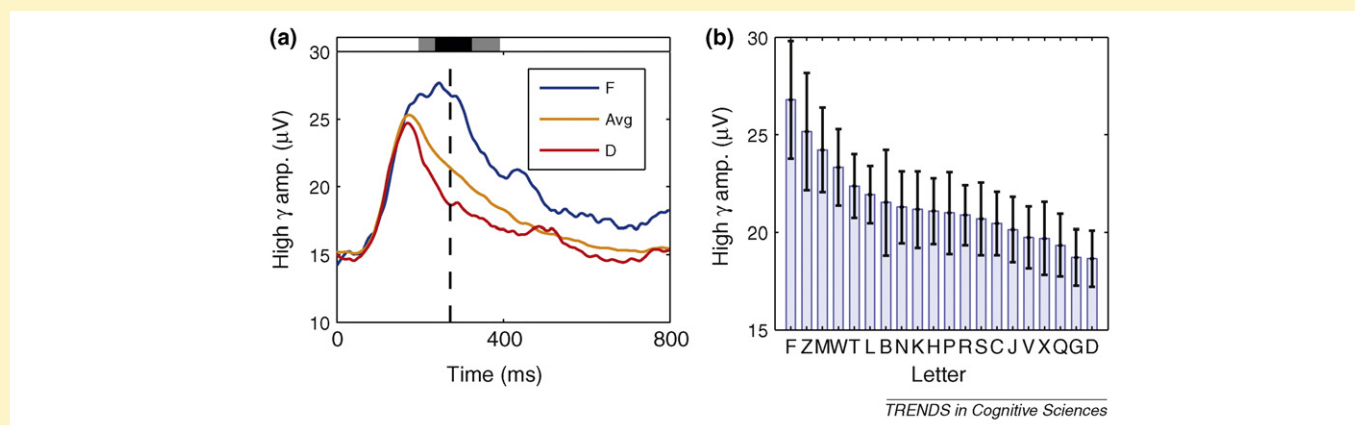 (a)
High γ amp. (μV)
30
25
20
15
10
0
400
800
Time (ms)
F
Avg
D
(b)
High γ amp. (μV)
30
25
20
15
F Z M W T L B N K H P R S C J V X Q G D
Letter
TRENDS in Cognitive Sciences